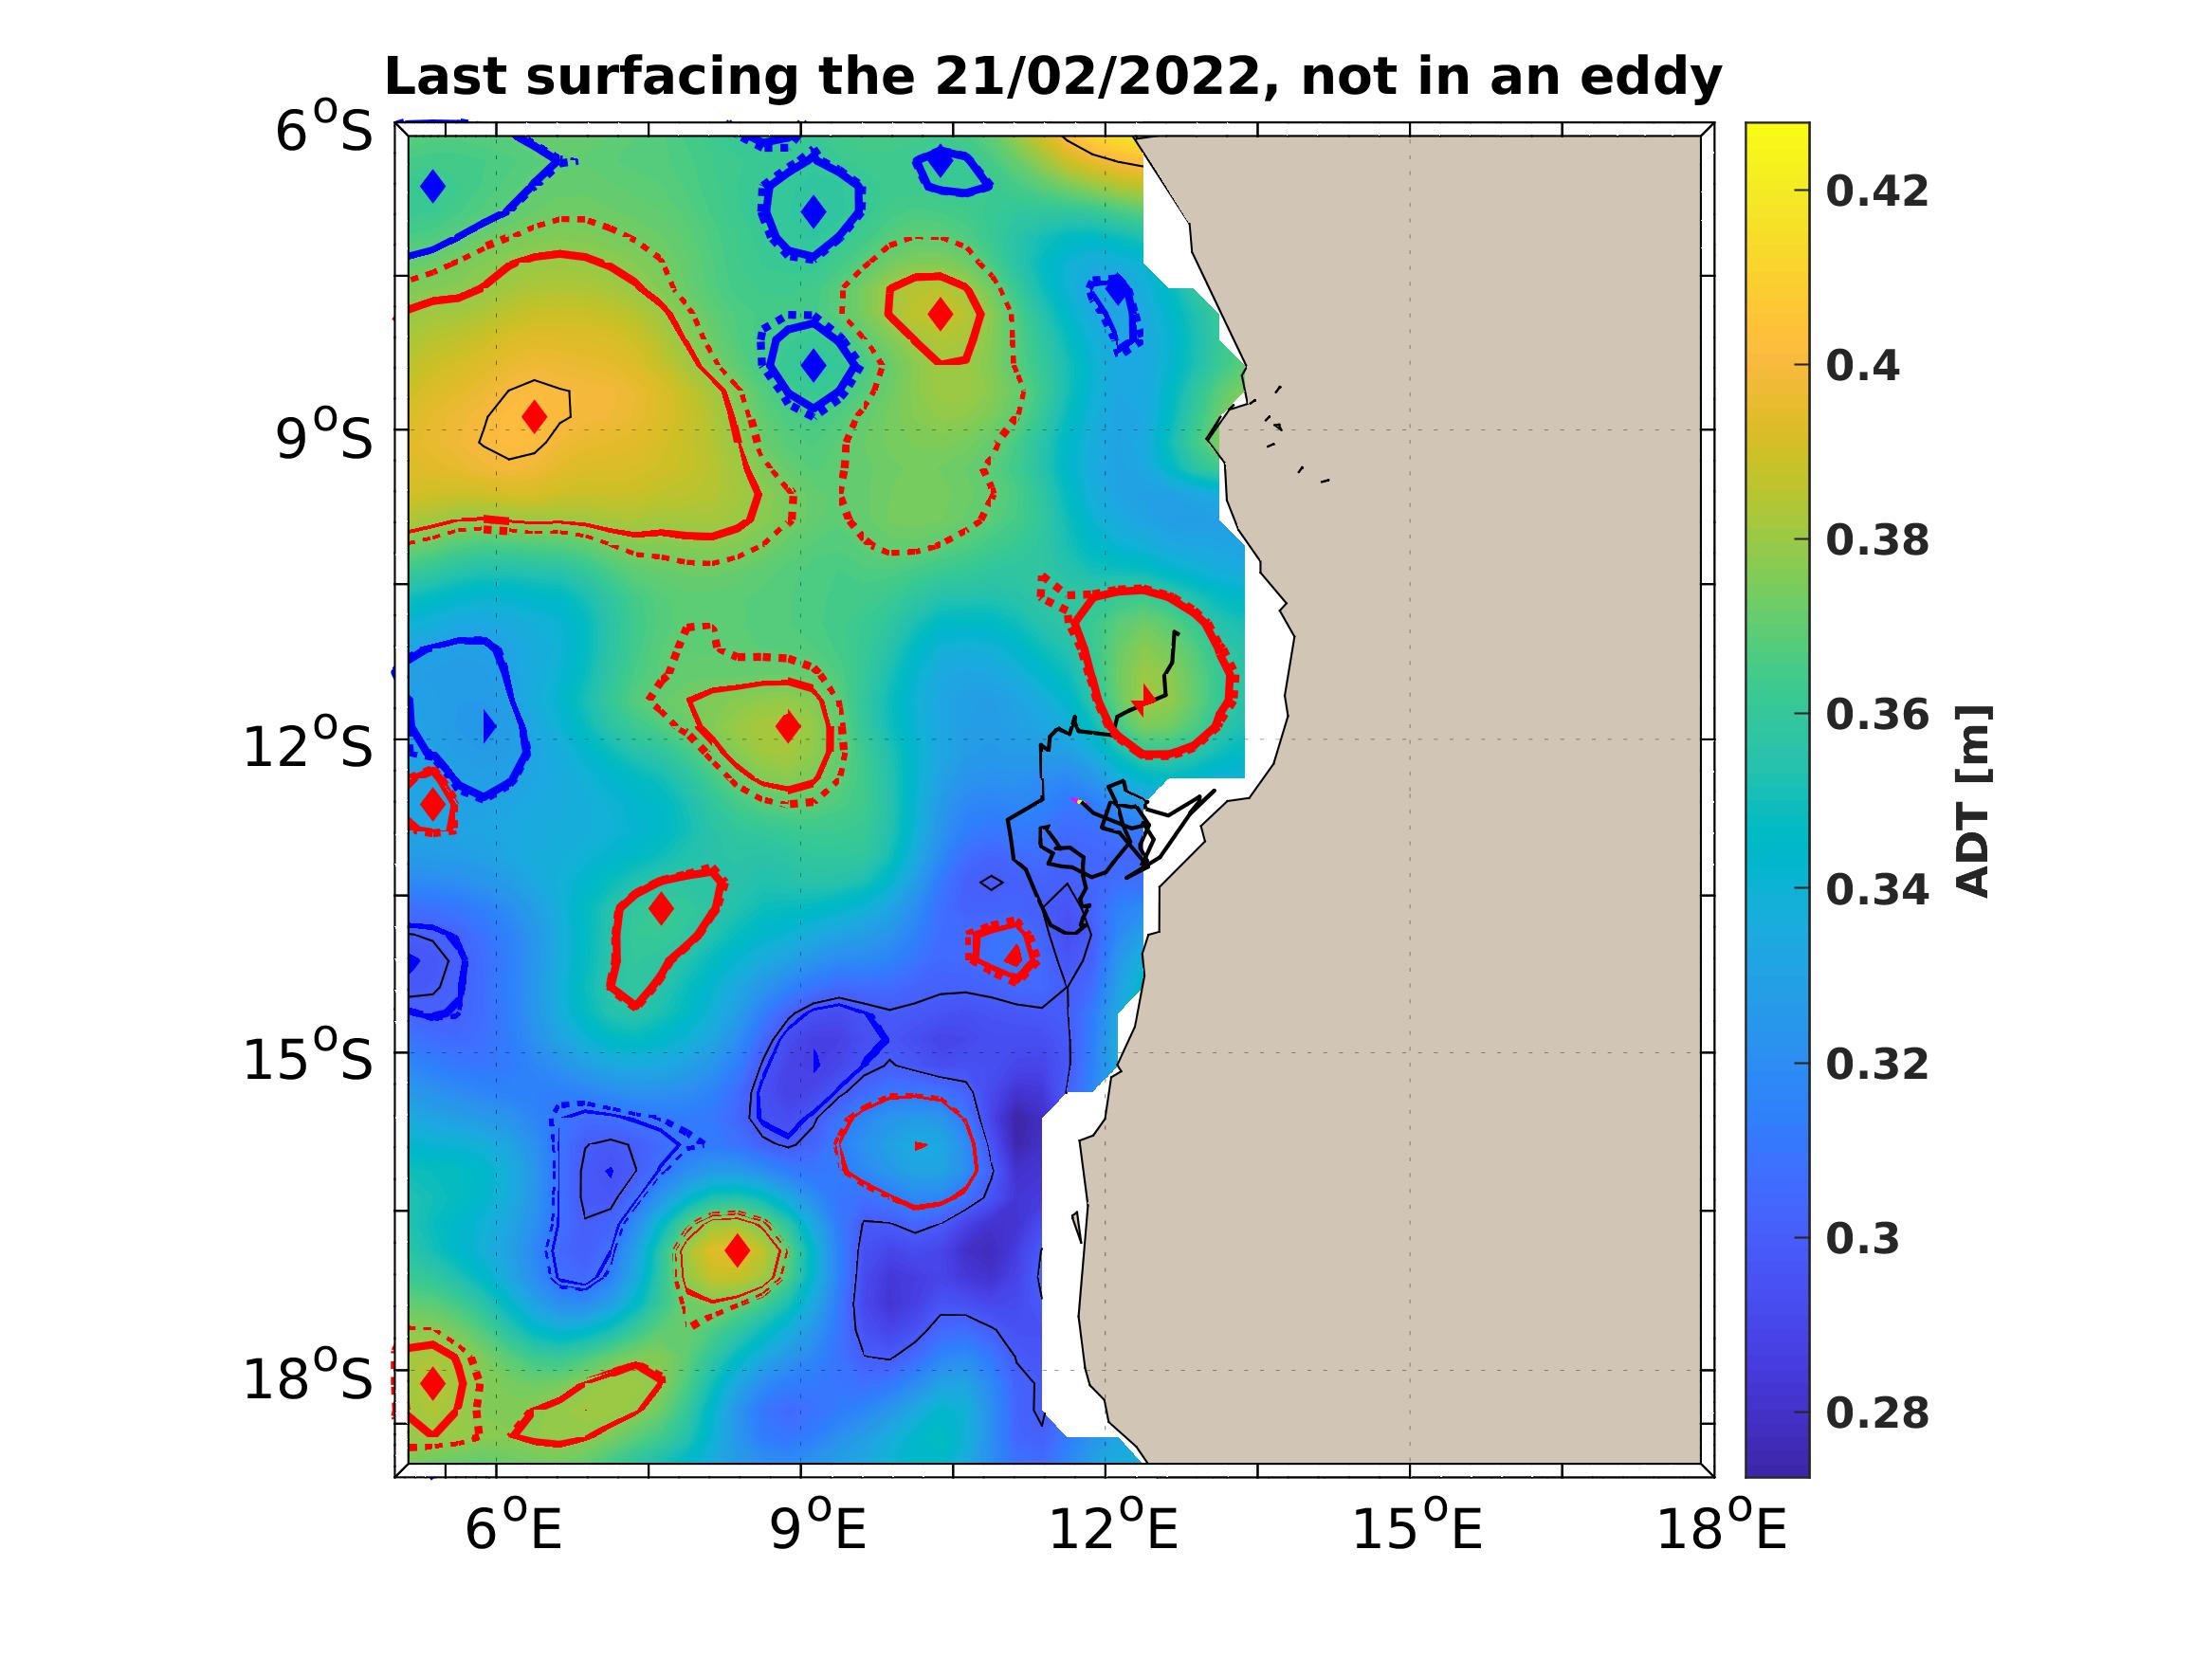 Last surfacing the 21/02/2022, not in an eddy
6°S
9°S
12°S
15°S
18°S
6°E
9°E
12°E
15°E
18°E
0.42
0.4
0.38
0.36
0.34
0.32
0.3
0.28
ADT [m]